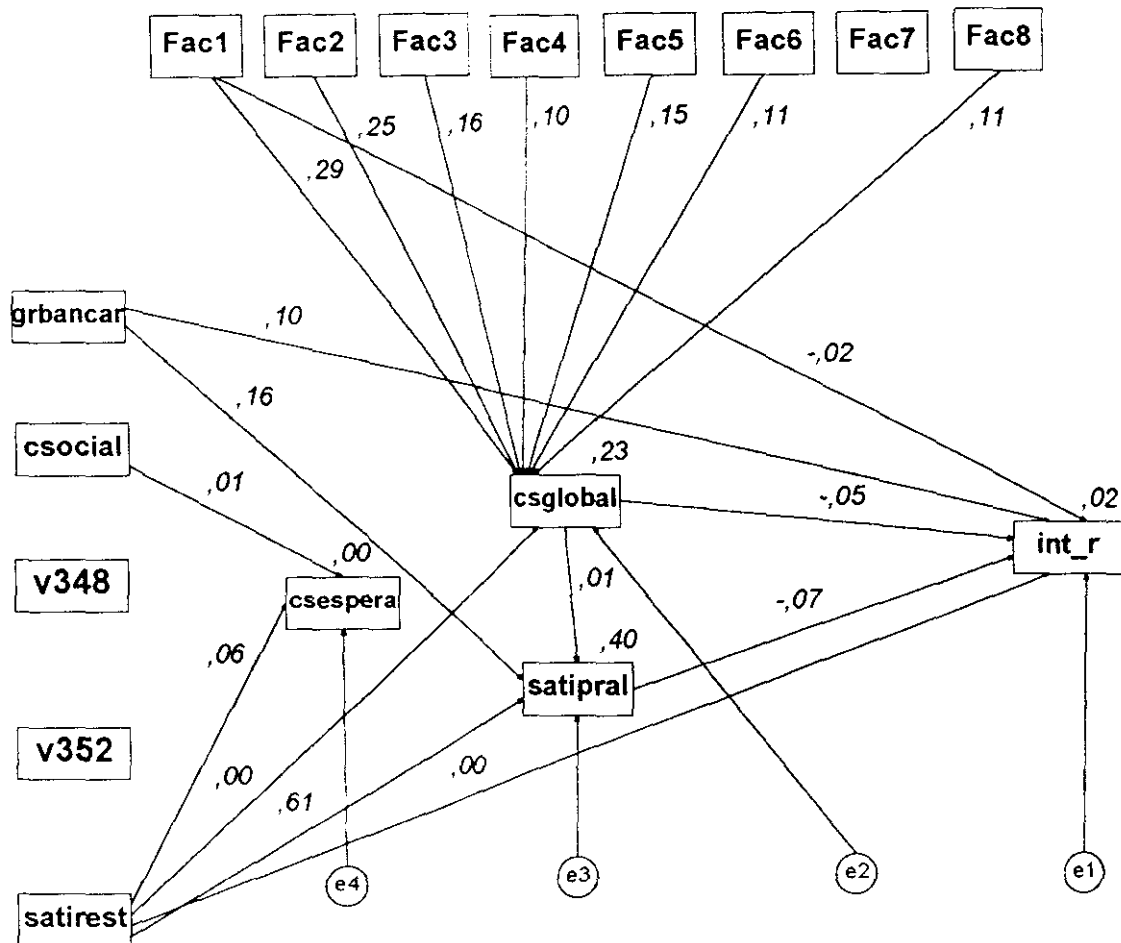 Fac1 Fac2 Fac3 Fac4 Fac5 Fac6 Fac7 Fac8
,25 ,16 ,10 ,15 ,11 ,11
,29
grbancar
,10
-,02
,16
csocial
,23
,01
csglobal
-,05
,02
int_r
,00
v348
csespera
,01
-,07
,06
,40
satipral
v352
,00
,00
,61
e4
e3
e2
e1
satirest